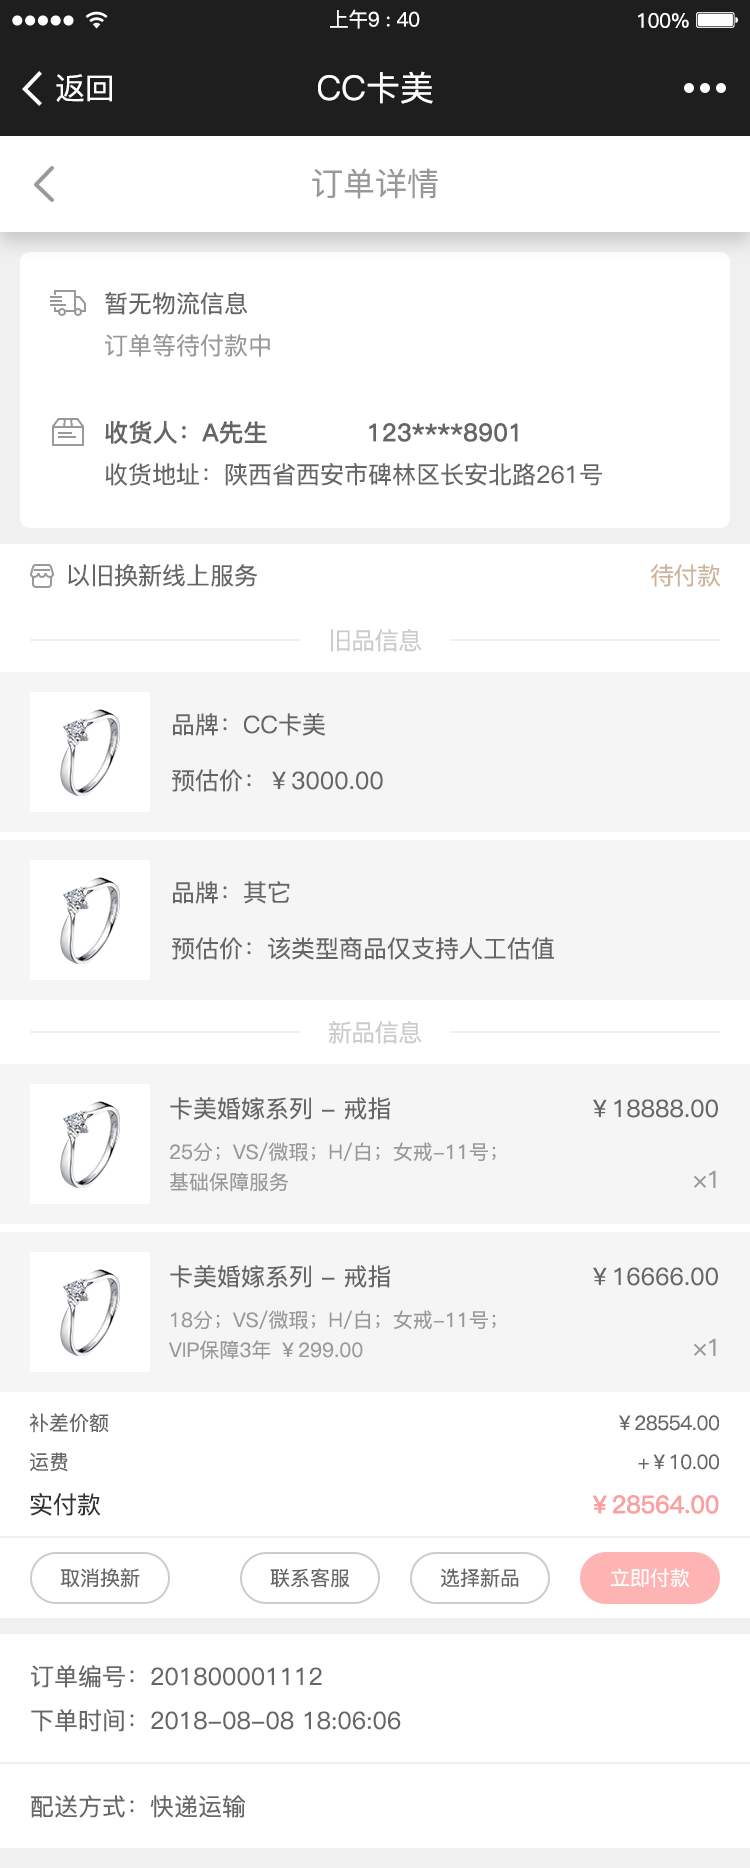 上午9 : 40
100%
返回
CC卡美
订单详情
暂无物流信息
订单等待付款中
收货人：A先生 123****8901
收货地址：陕西省西安市碑林区长安北路261号
以旧换新线上服务
待付款
旧品信息
品牌：CC卡美
预估价：￥3000.00
品牌：其它
预估价：该类型商品仅支持人工估值
新品信息
卡美婚嫁系列 – 戒指 ￥18888.00
25分；VS/微瑕；H/白；女戒–11号；
基础保障服务 ×1
卡美婚嫁系列 – 戒指 ￥16666.00
18分；VS/微瑕；H/白；女戒–11号；
VIP保障3年 ￥299.00 ×1
补差价额 ￥28554.00
运费 +￥10.00
实付款 ￥28564.00
取消换新 联系客服 选择新品 立即付款
订单编号：201800001112
下单时间：2018–08–08 18:06:06
配送方式：快递运输